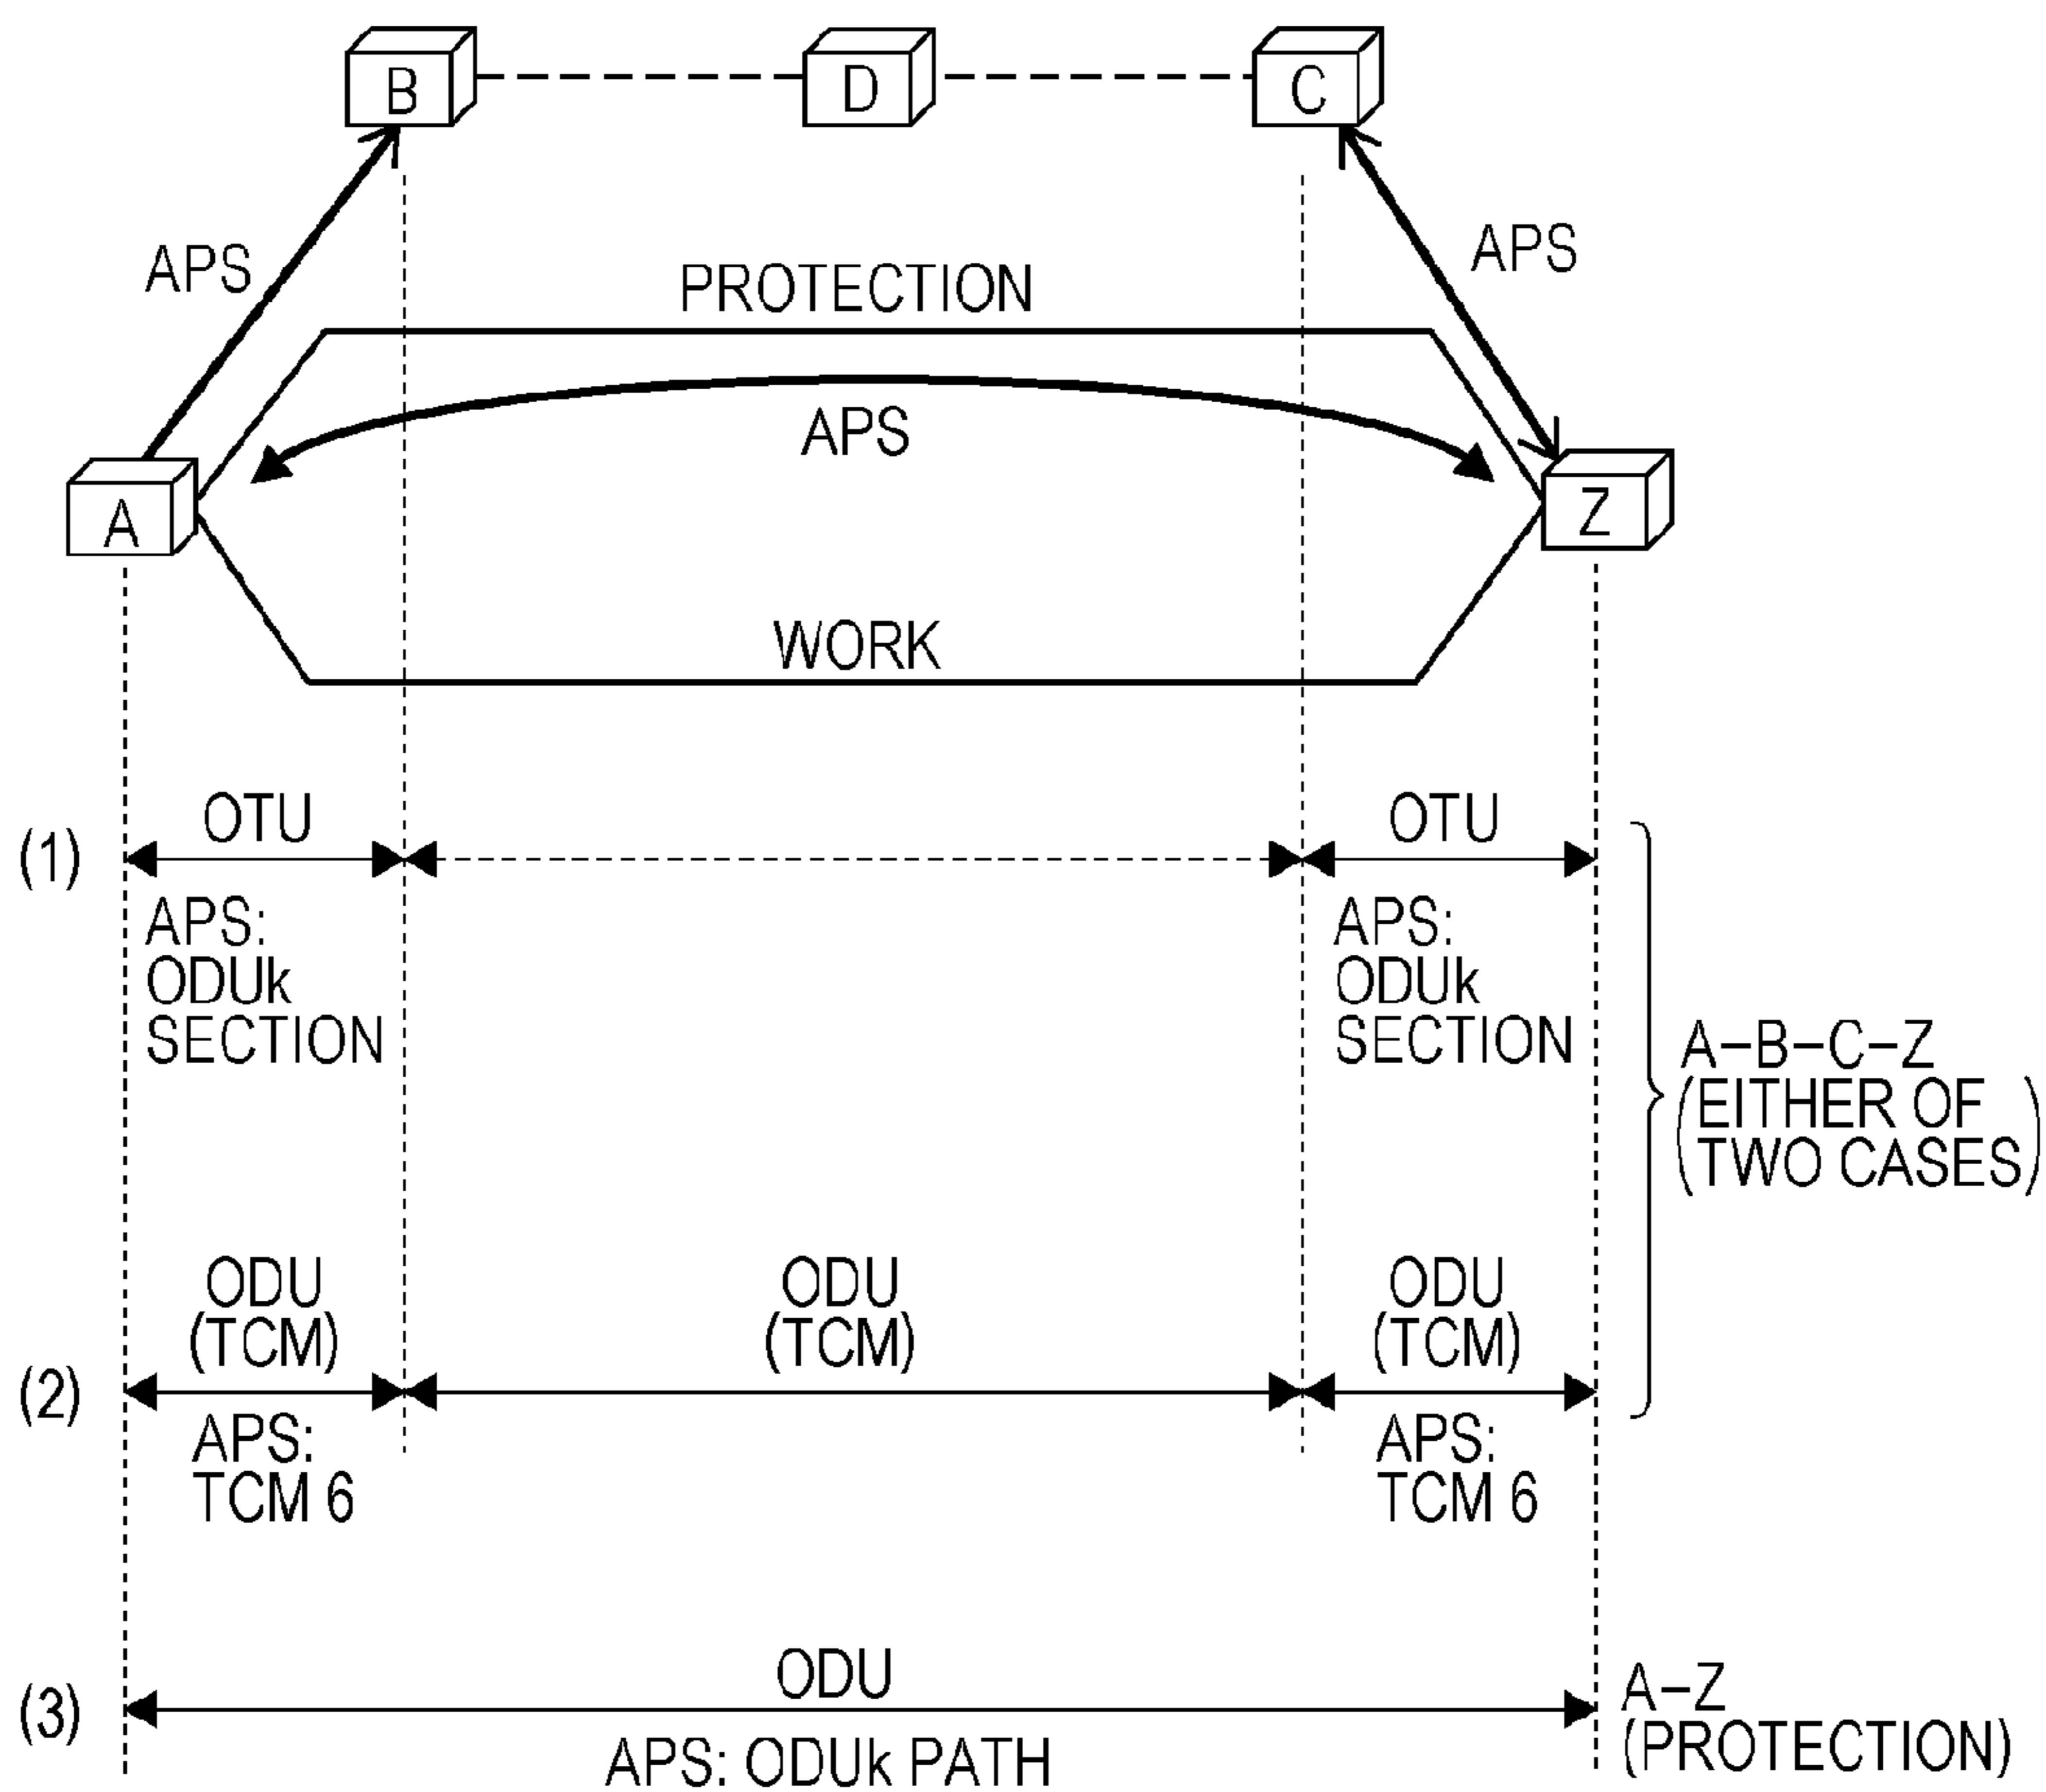 B
D
C
APS
APS
PROTECTION
APS
A
Z
WORK
(1)
OTU
OTU
APS:
ODUk
SECTION
APS:
ODUk
SECTION
A–B–C–Z
(EITHER OF
TWO CASES)
(2)
ODU
(TCM)
ODU
(TCM)
ODU
(TCM)
APS:
TCM 6
APS:
TCM 6
(3)
ODU
APS: ODUk PATH
A–Z
(PROTECTION)